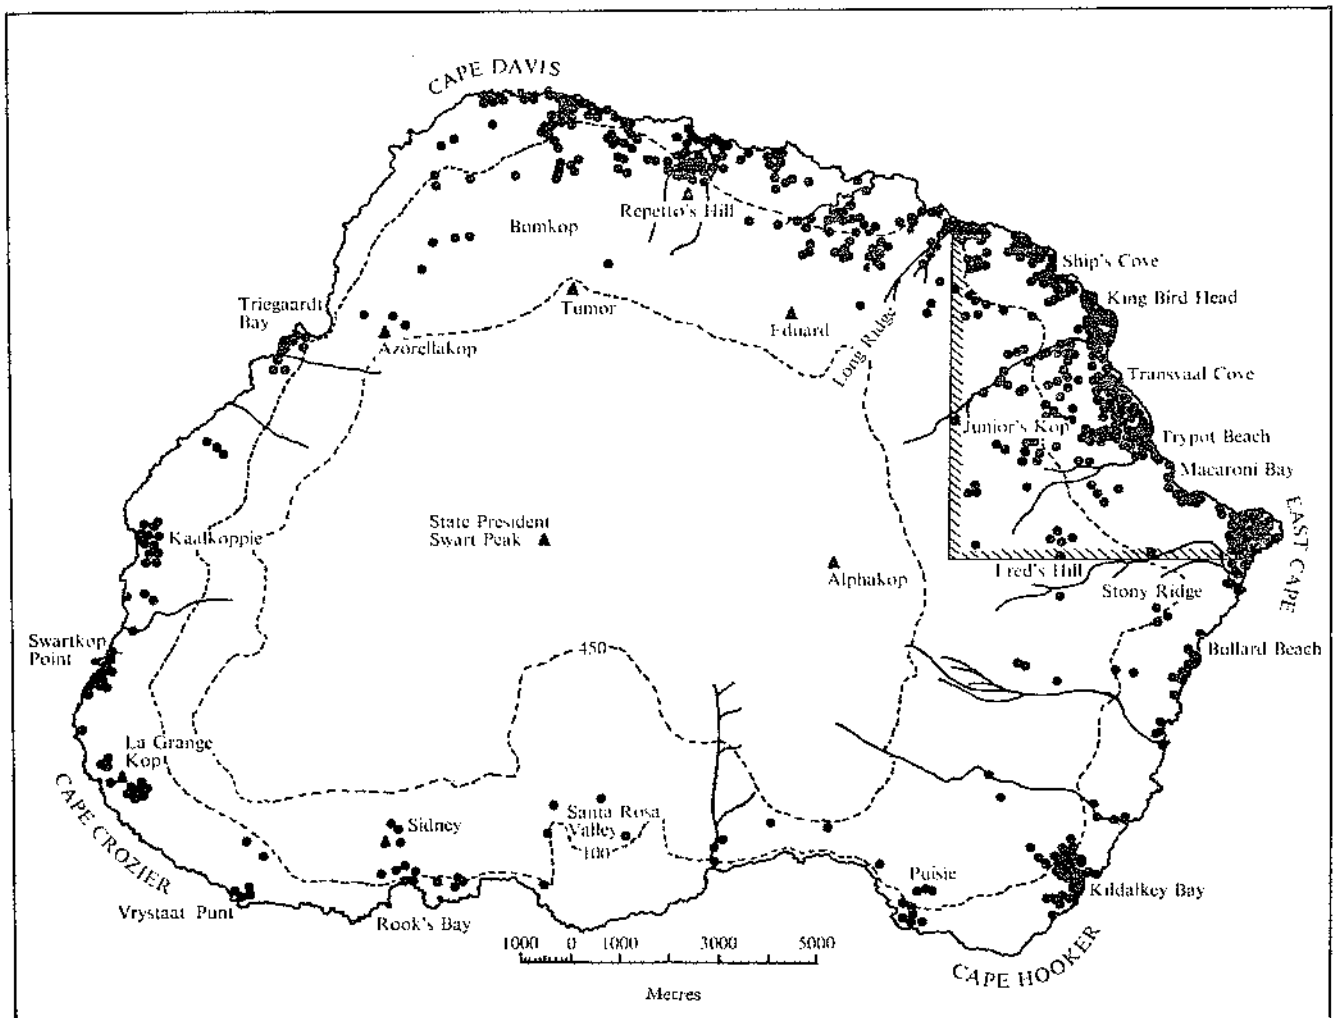 CAPE DAVIS
Repetto's Hill
Bomkop
Ship's Cove
King Bird Head
Triegaardt
Bay
Tumor
Eduard
Azorellakop
Long Ridge
Transvaal Cove
Junior's Kop
Trypot Beach
Macaroni Bay
EAST CAPE
State President
Swart Peak
Kaalkoppie
Alphakop
Fred's Hill
Stony Ridge
Swartkop
Point
450
Bullard Beach
La Grange
Kop
CAPE CROZIER
Sidney
Santa Rosa
Valley
100
Puisie
Kildalkey Bay
Vrystaat Punt
Rook's Bay
1000 0 1000 3000 5000
Metres
CAPE HOOKER